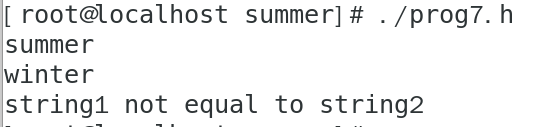 [root@localhost summer]# ./prog7.h
summer
winter
string1 not equal to string2